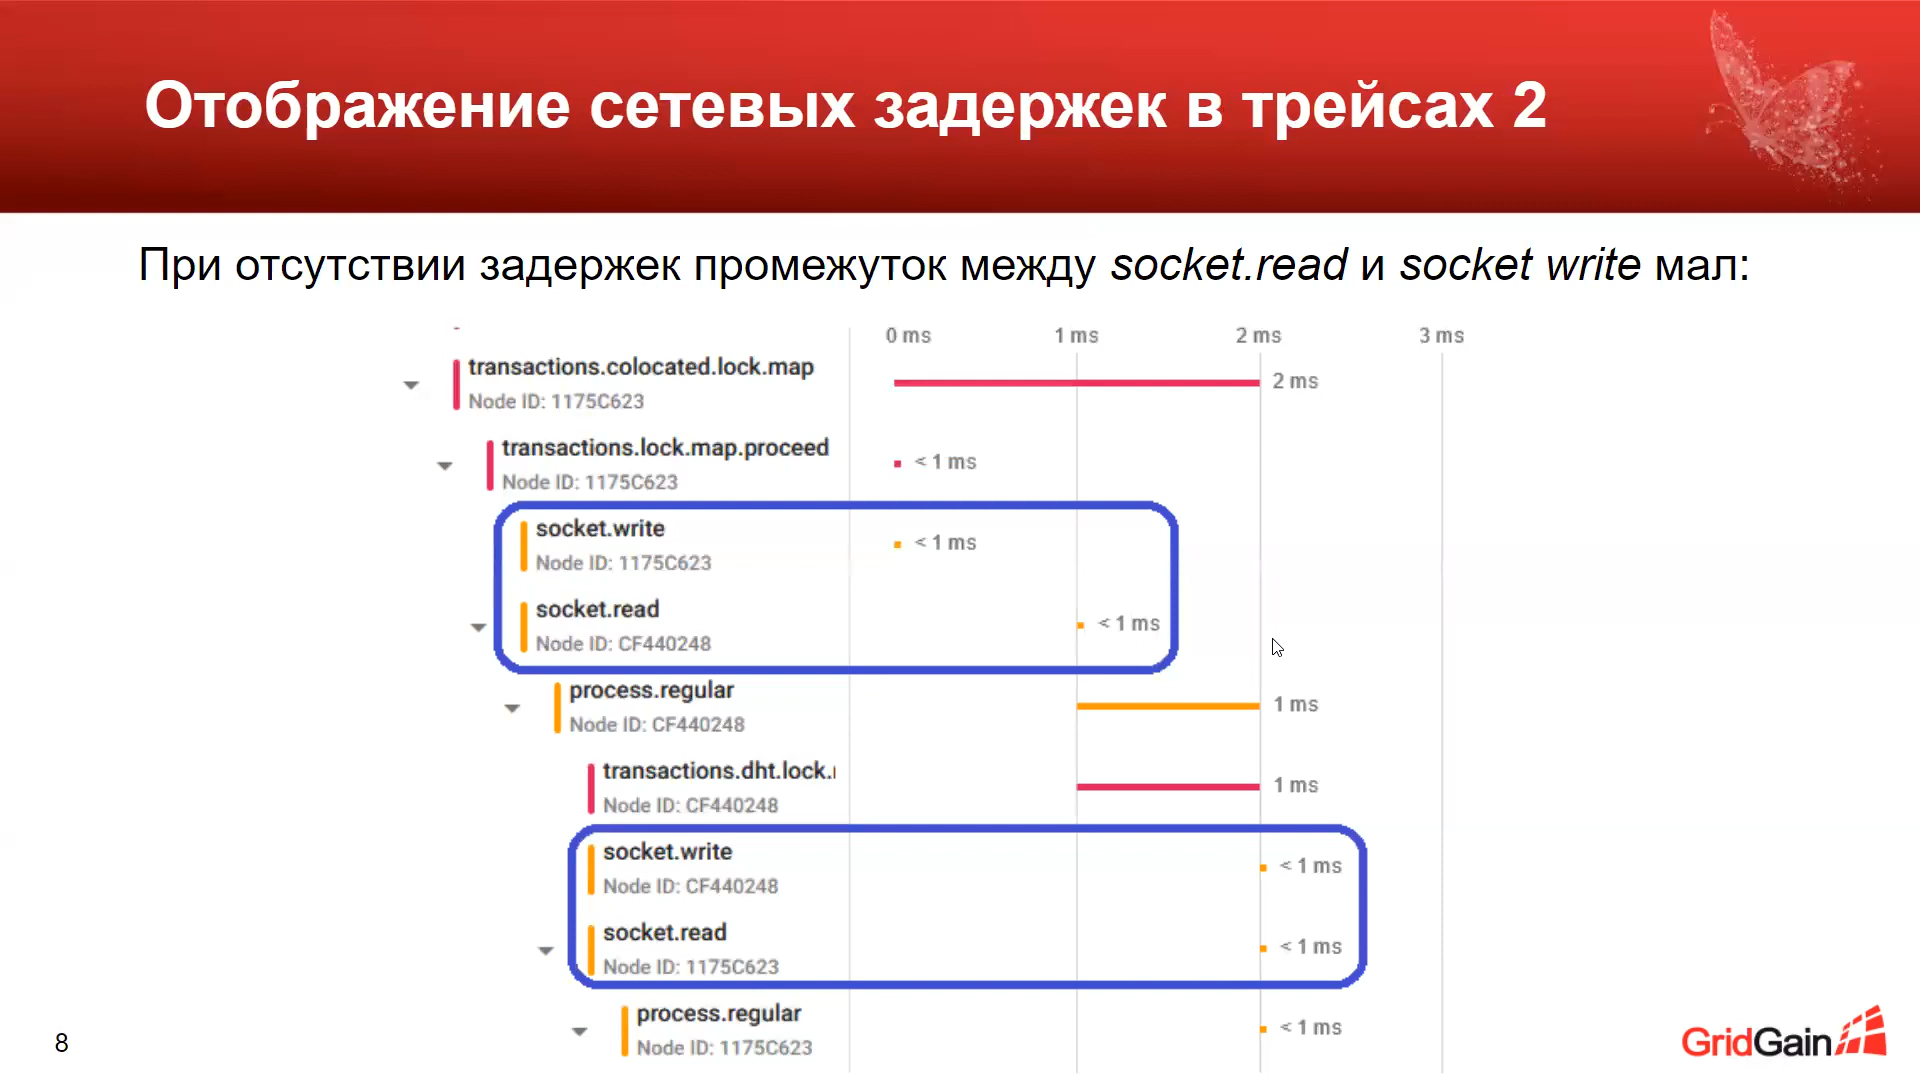 Отображение сетевых задержек в трейсах 2
При отсутствии задержек промежуток между socket.read и socket write мал:
0 ms 1 ms 2 ms 3 ms
transactions.colocated.lock.map 2 ms
Node ID: 1175C623
transactions.lock.map.proceed < 1 ms
Node ID: 1175C623
socket.write < 1 ms
Node ID: 1175C623
socket.read < 1 ms
Node ID: CF440248
process.regular 1 ms
Node ID: CF440248
transactions.dht.lock. 1 ms
Node ID: CF440248
socket.write < 1 ms
Node ID: CF440248
socket.read < 1 ms
Node ID: 1175C623
process.regular < 1 ms
Node ID: 1175C623
8
GridGain